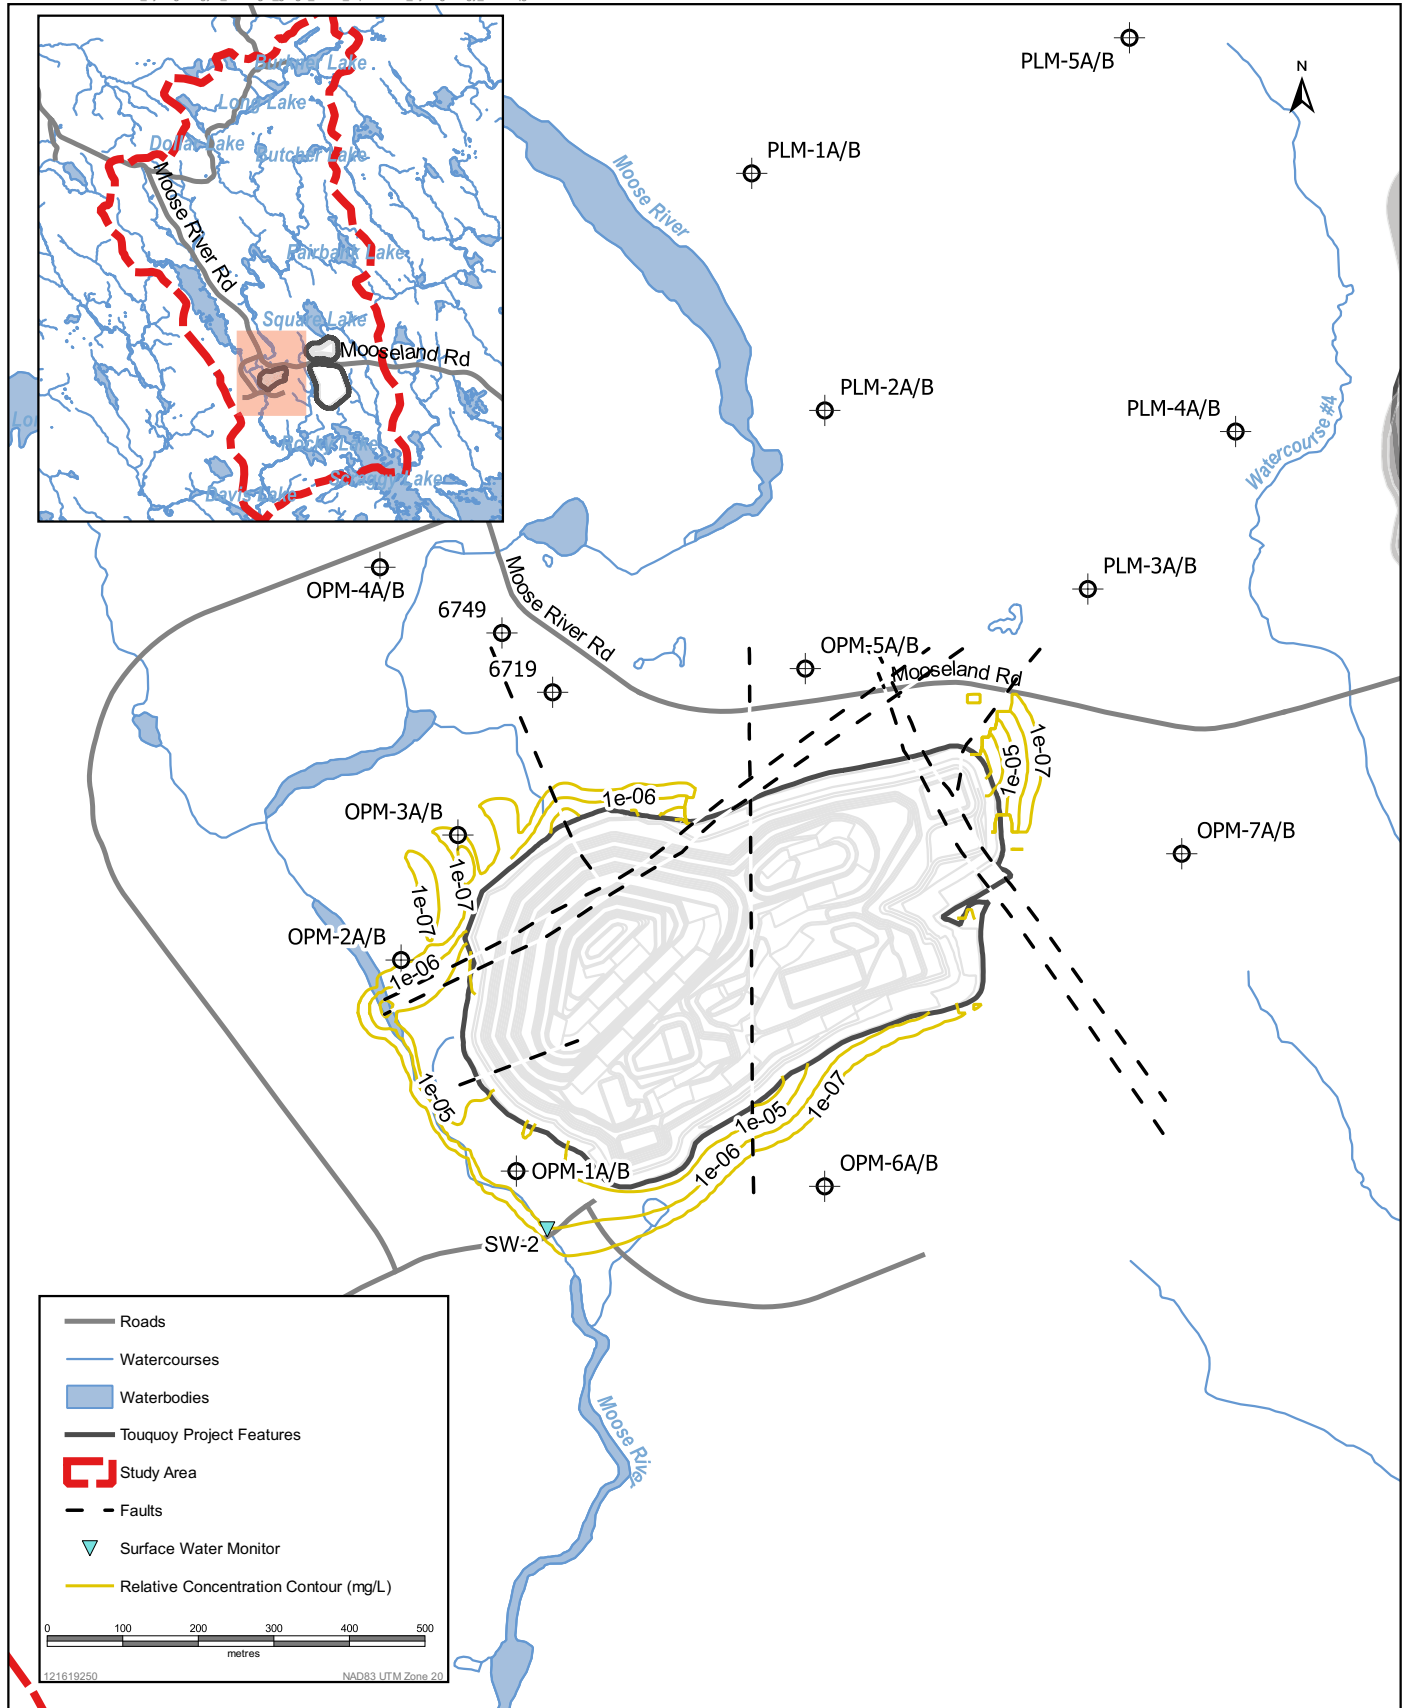 Burkner Lake
Long Lake
Dollar Lake
Butcher Lake
Moose River Rd
Fairbank Lake
Square Lake
Mooseland Rd
Rocky Lake
Scraggy Lake
Davis Lake
PLM-5A/B
N
PLM-1A/B
Moose River
PLM-2A/B
PLM-4A/B
Watercourse #4
OPM-4A/B
PLM-3A/B
6749
Moose River Rd
OPM-5A/B
6719
Mooseland Rd
1e-07
1e-05
1e-06
OPM-3A/B
OPM-7A/B
1e-07
1e-07
OPM-2A/B
1e-06
1e-05
1e-07
1e-05
1e-06
OPM-1A/B
OPM-6A/B
SW-2
Moose River
Roads
Watercourses
Waterbodies
Touquoy Project Features
Study Area
Faults
Surface Water Monitor
Relative Concentration Contour (mg/L)
0 100 200 300 400 500
metres
121619250
NAD83 UTM Zone 20